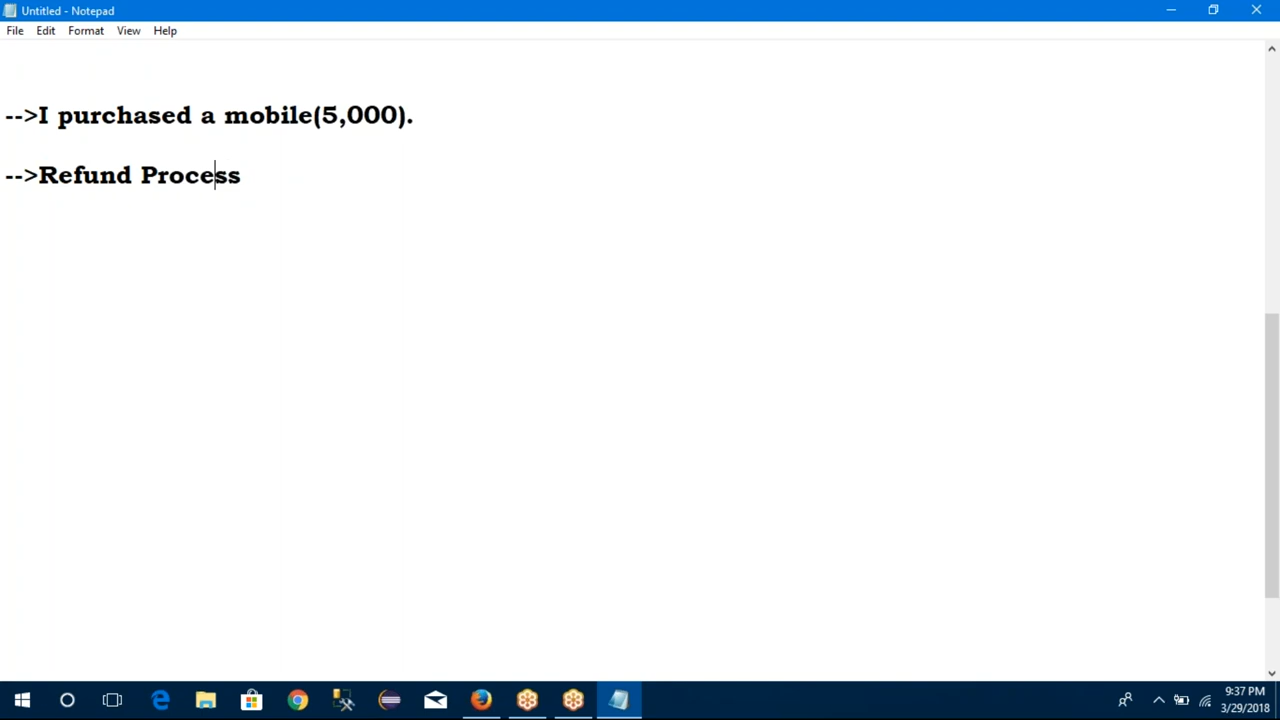 Untitled - Notepad
File Edit Format View Help
-->I purchased a mobile(5,000).
-->Refund Process
9:37 PM
3/29/2018